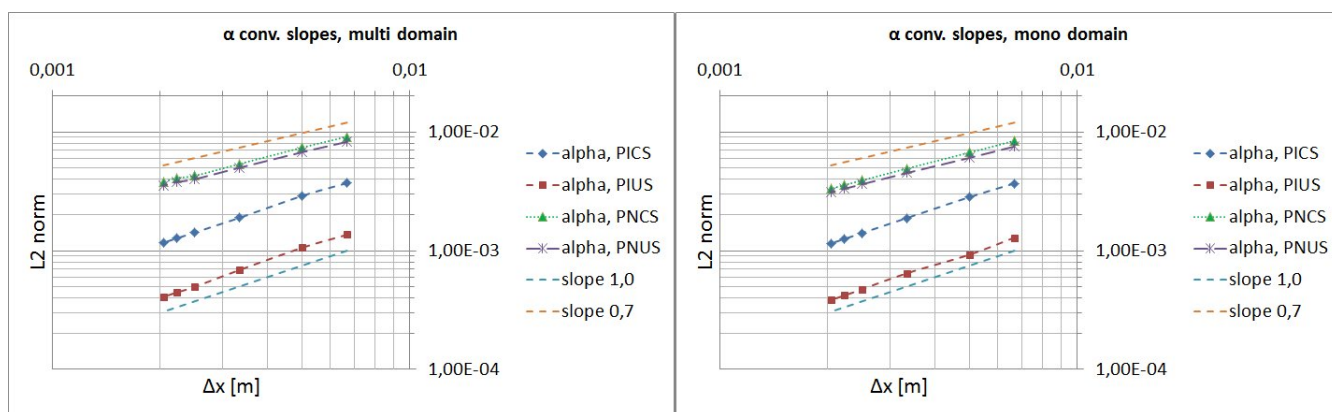 α conv. slopes, multi domain
0,001
0,01
1,00E-02
1,00E-03
1,00E-04
L2 norm
Δx [m]
alpha, PICS
alpha, PIUS
alpha, PNCS
alpha, PNUS
slope 1,0
slope 0,7
α conv. slopes, mono domain
0,001
0,01
1,00E-02
1,00E-03
1,00E-04
L2 norm
Δx [m]
alpha, PICS
alpha, PIUS
alpha, PNCS
alpha, PNUS
slope 1,0
slope 0,7